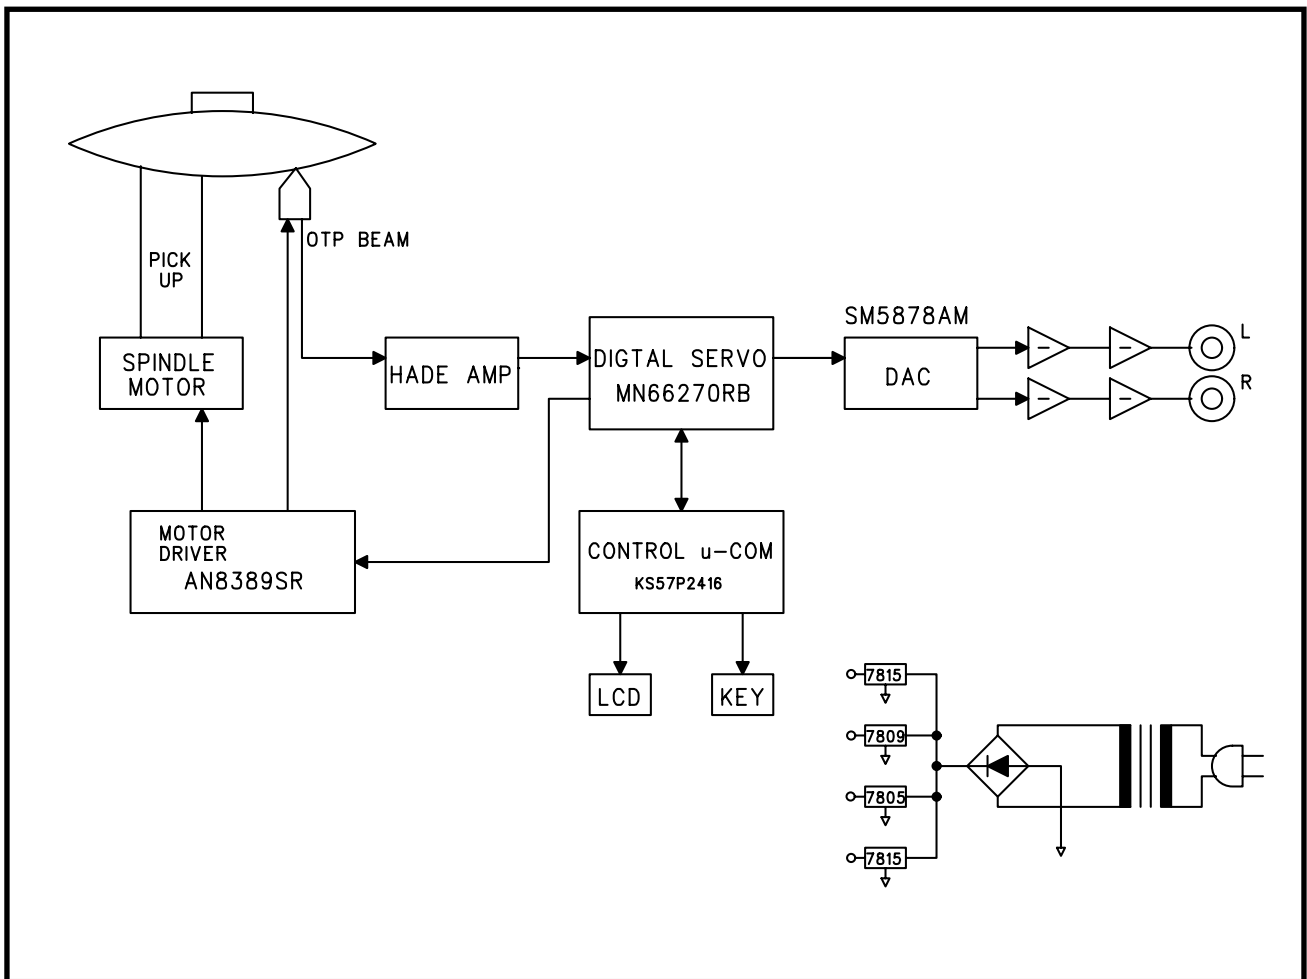 OTP BEAM
PICK
UP
SPINDLE
MOTOR
HADE AMP
DIGTAL SERVO
MN66270RB
SM5878AM
DAC
L
R
MOTOR
DRIVER
AN8389SR
CONTROL u-COM
KS57P2416
LCD
KEY
7815
7809
7805
7815